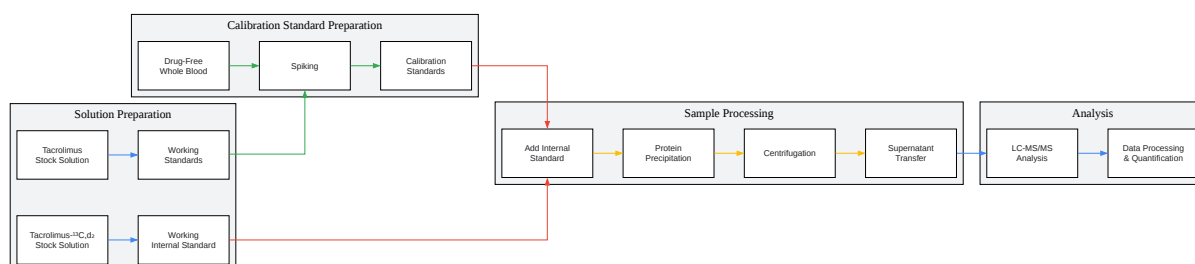 Calibration Standard Preparation
Drug-Free
Whole Blood
Spiking
Calibration
Standards
Solution Preparation
Tacrolimus
Stock Solution
Working
Standards
Tacrolimus-¹³C,d₂
Stock Solution
Working
Internal Standard
Sample Processing
Add Internal
Standard
Protein
Precipitation
Centrifugation
Supernatant
Transfer
Analysis
LC-MS/MS
Analysis
Data Processing
& Quantification